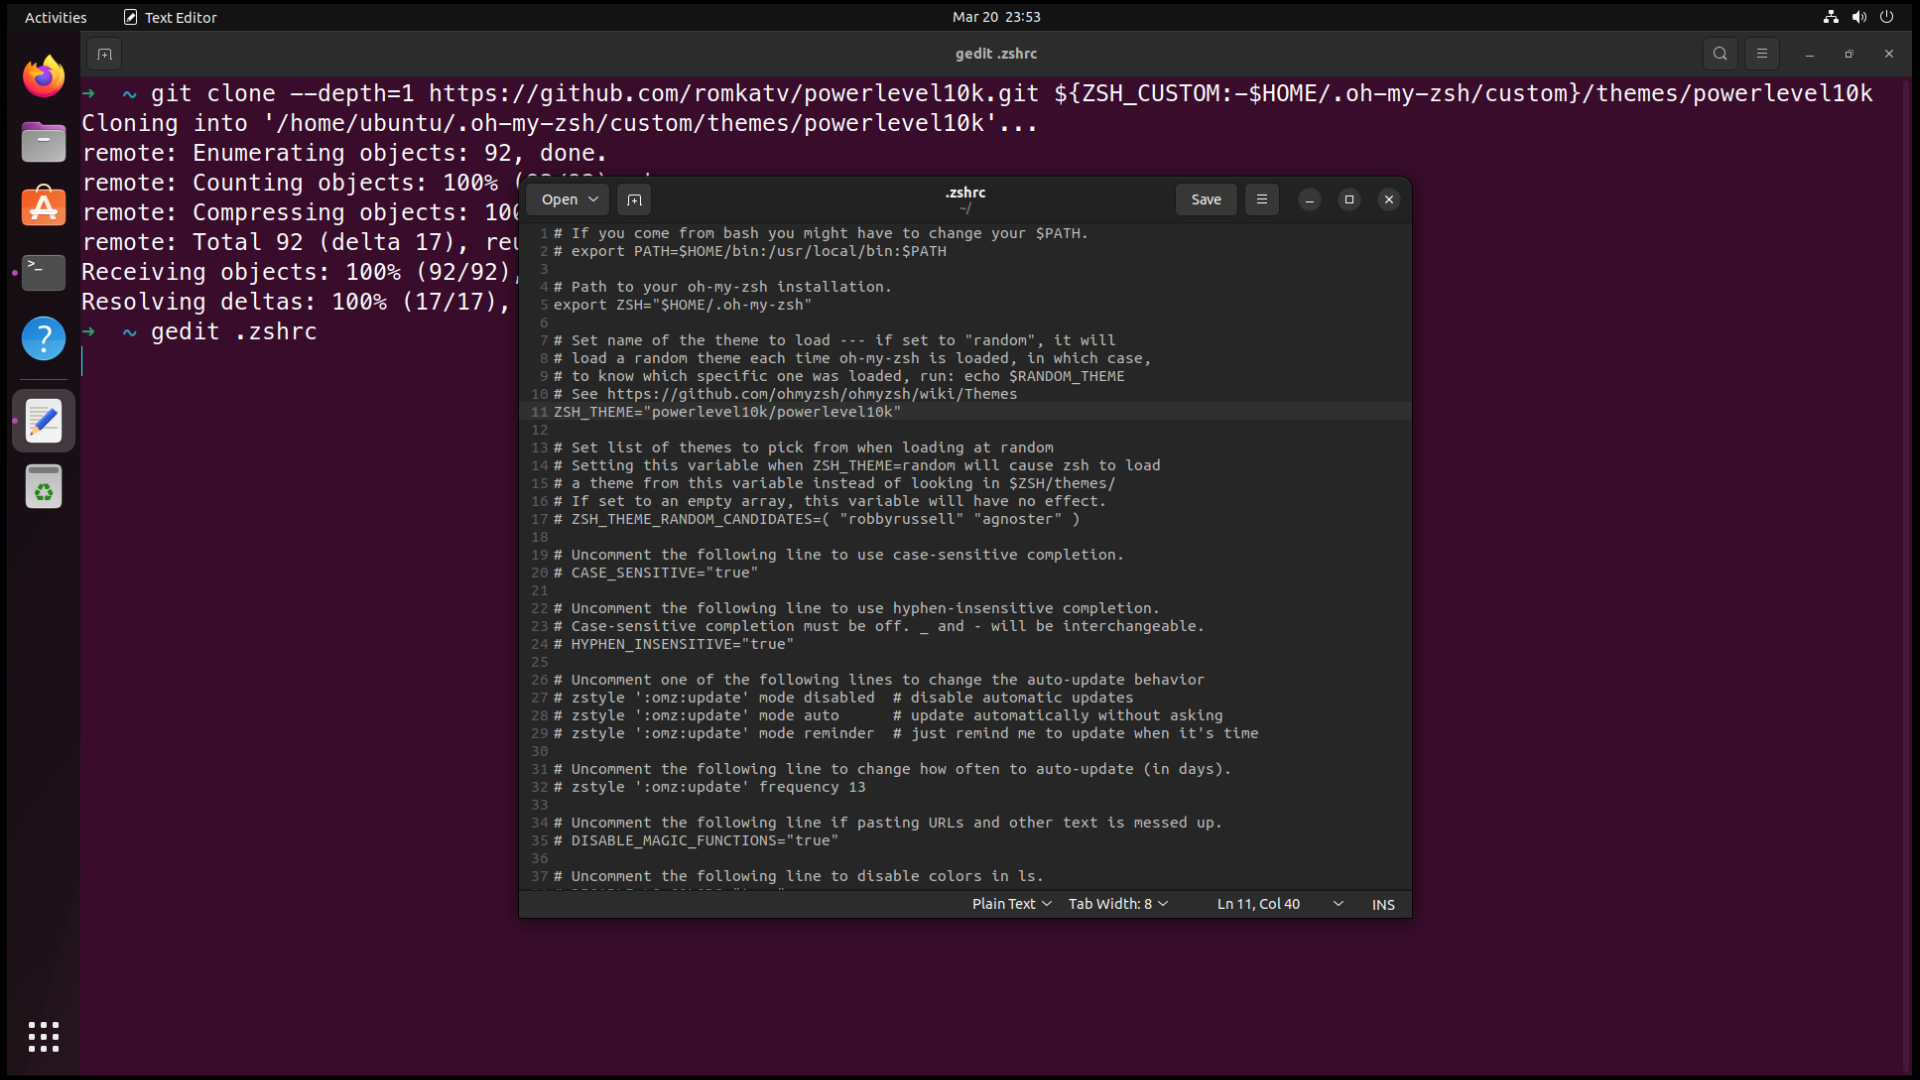 Activities Text Editor Mar 20 23:53
gedit .zshrc
➜ ~ git clone --depth=1 https://github.com/romkatv/powerlevel10k.git ${ZSH_CUSTOM:-$HOME/.oh-my-zsh/custom}/themes/powerlevel10k
Cloning into '/home/ubuntu/.oh-my-zsh/custom/themes/powerlevel10k'...
remote: Enumerating objects: 92, done.
remote: Counting objects: 100%
remote: Compressing objects: 100
remote: Total 92 (delta 17), reu
Receiving objects: 100% (92/92),
Resolving deltas: 100% (17/17),
➜ ~ gedit .zshrc
Open .zshrc Save
~/
1 # If you come from bash you might have to change your $PATH.
2 # export PATH=$HOME/bin:/usr/local/bin:$PATH
3
4 # Path to your oh-my-zsh installation.
5 export ZSH="$HOME/.oh-my-zsh"
6
7 # Set name of the theme to load --- if set to "random", it will
8 # load a random theme each time oh-my-zsh is loaded, in which case,
9 # to know which specific one was loaded, run: echo $RANDOM_THEME
10 # See https://github.com/ohmyzsh/ohmyzsh/wiki/Themes
11 ZSH_THEME="powerlevel10k/powerlevel10k"
12
13 # Set list of themes to pick from when loading at random
14 # Setting this variable when ZSH_THEME=random will cause zsh to load
15 # a theme from this variable instead of looking in $ZSH/themes/
16 # If set to an empty array, this variable will have no effect.
17 # ZSH_THEME_RANDOM_CANDIDATES=( "robbyrussell" "agnoster" )
18
19 # Uncomment the following line to use case-sensitive completion.
20 # CASE_SENSITIVE="true"
21
22 # Uncomment the following line to use hyphen-insensitive completion.
23 # Case-sensitive completion must be off. _ and - will be interchangeable.
24 # HYPHEN_INSENSITIVE="true"
25
26 # Uncomment one of the following lines to change the auto-update behavior
27 # zstyle ':omz:update' mode disabled  # disable automatic updates
28 # zstyle ':omz:update' mode auto      # update automatically without asking
29 # zstyle ':omz:update' mode reminder  # just remind me to update when it's time
30
31 # Uncomment the following line to change how often to auto-update (in days).
32 # zstyle ':omz:update' frequency 13
33
34 # Uncomment the following line if pasting URLs and other text is messed up.
35 # DISABLE_MAGIC_FUNCTIONS="true"
36
37 # Uncomment the following line to disable colors in ls.
Plain Text Tab Width: 8 Ln 11, Col 40 INS